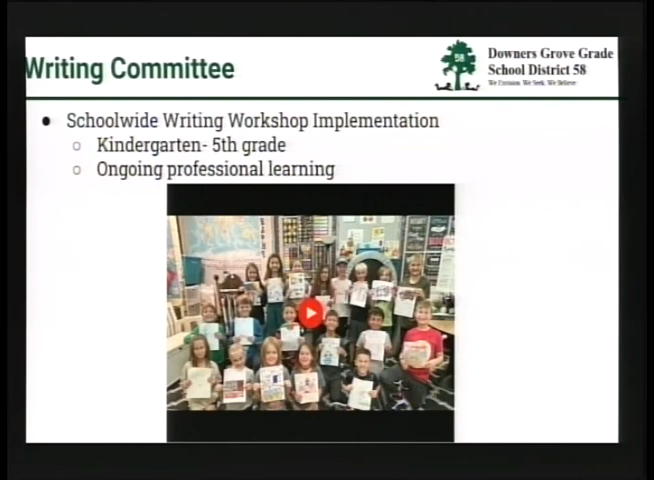 Writing Committee
58
Downers Grove Grade
School District 58
We Envision. We Seek. We Believe.
● Schoolwide Writing Workshop Implementation
○ Kindergarten- 5th grade
○ Ongoing professional learning